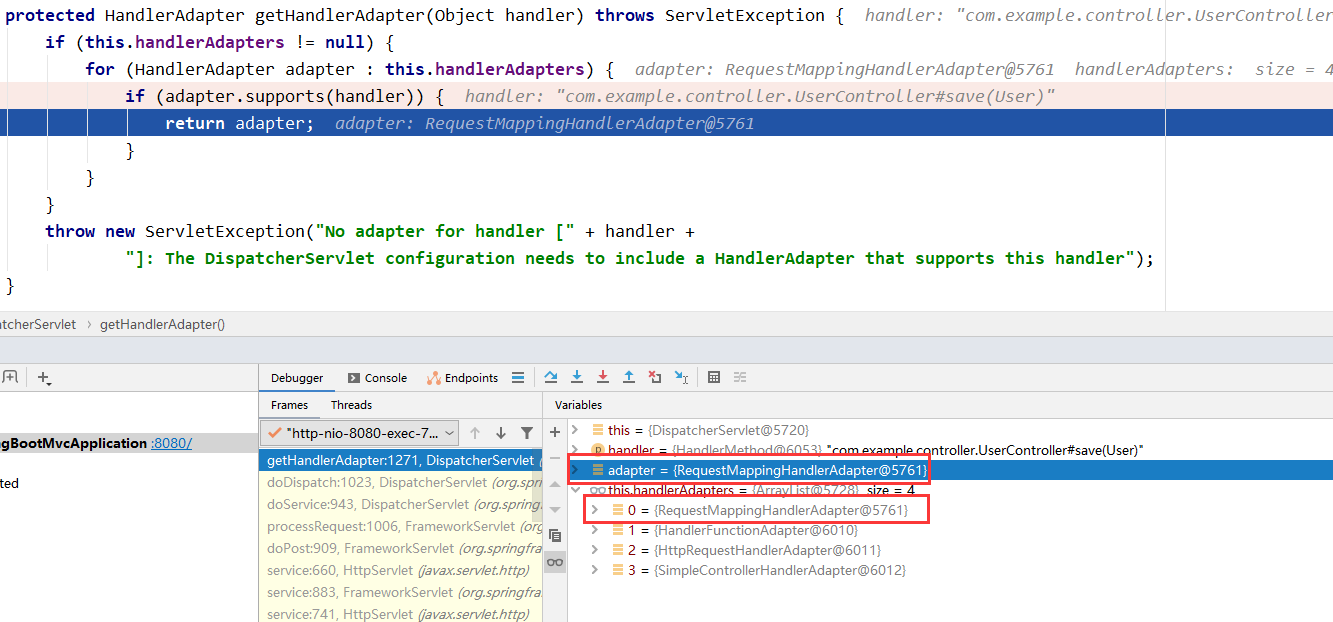 protected HandlerAdapter getHandlerAdapter(Object handler) throws ServletException {  handler: "com.example.controller.UserController
if (this.handlerAdapters != null) {
for (HandlerAdapter adapter : this.handlerAdapters) {  adapter: RequestMappingHandlerAdapter@5761  handlerAdapters:  size = 4
if (adapter.supports(handler)) {  handler: "com.example.controller.UserController#save(User)"
return adapter;  adapter: RequestMappingHandlerAdapter@5761
}
}
}
throw new ServletException("No adapter for handler [" + handler +
"]: The DispatcherServlet configuration needs to include a HandlerAdapter that supports this handler");
}
atcherServlet › getHandlerAdapter()
Debugger Console Endpoints
Frames Threads Variables
"http-nio-8080-exec-7...
ngBootMvcApplication :8080/
ted
getHandlerAdapter:1271, DispatcherServlet (
doDispatch:1023, DispatcherServlet (org.spri
doService:943, DispatcherServlet (org.spring
processRequest:1006, FrameworkServlet (org
doPost:909, FrameworkServlet (org.springfra
service:660, HttpServlet (javax.servlet.http)
service:883, FrameworkServlet (org.springfra
service:741, HttpServlet (javax.servlet.http)
this = {DispatcherServlet@5720}
handler = {HandlerMethod@6053} "com.example.controller.UserController#save(User)"
adapter = {RequestMappingHandlerAdapter@5761}
this.handlerAdapters = {ArrayList@5728} size = 4
0 = {RequestMappingHandlerAdapter@5761}
1 = {HandlerFunctionAdapter@6010}
2 = {HttpRequestHandlerAdapter@6011}
3 = {SimpleControllerHandlerAdapter@6012}